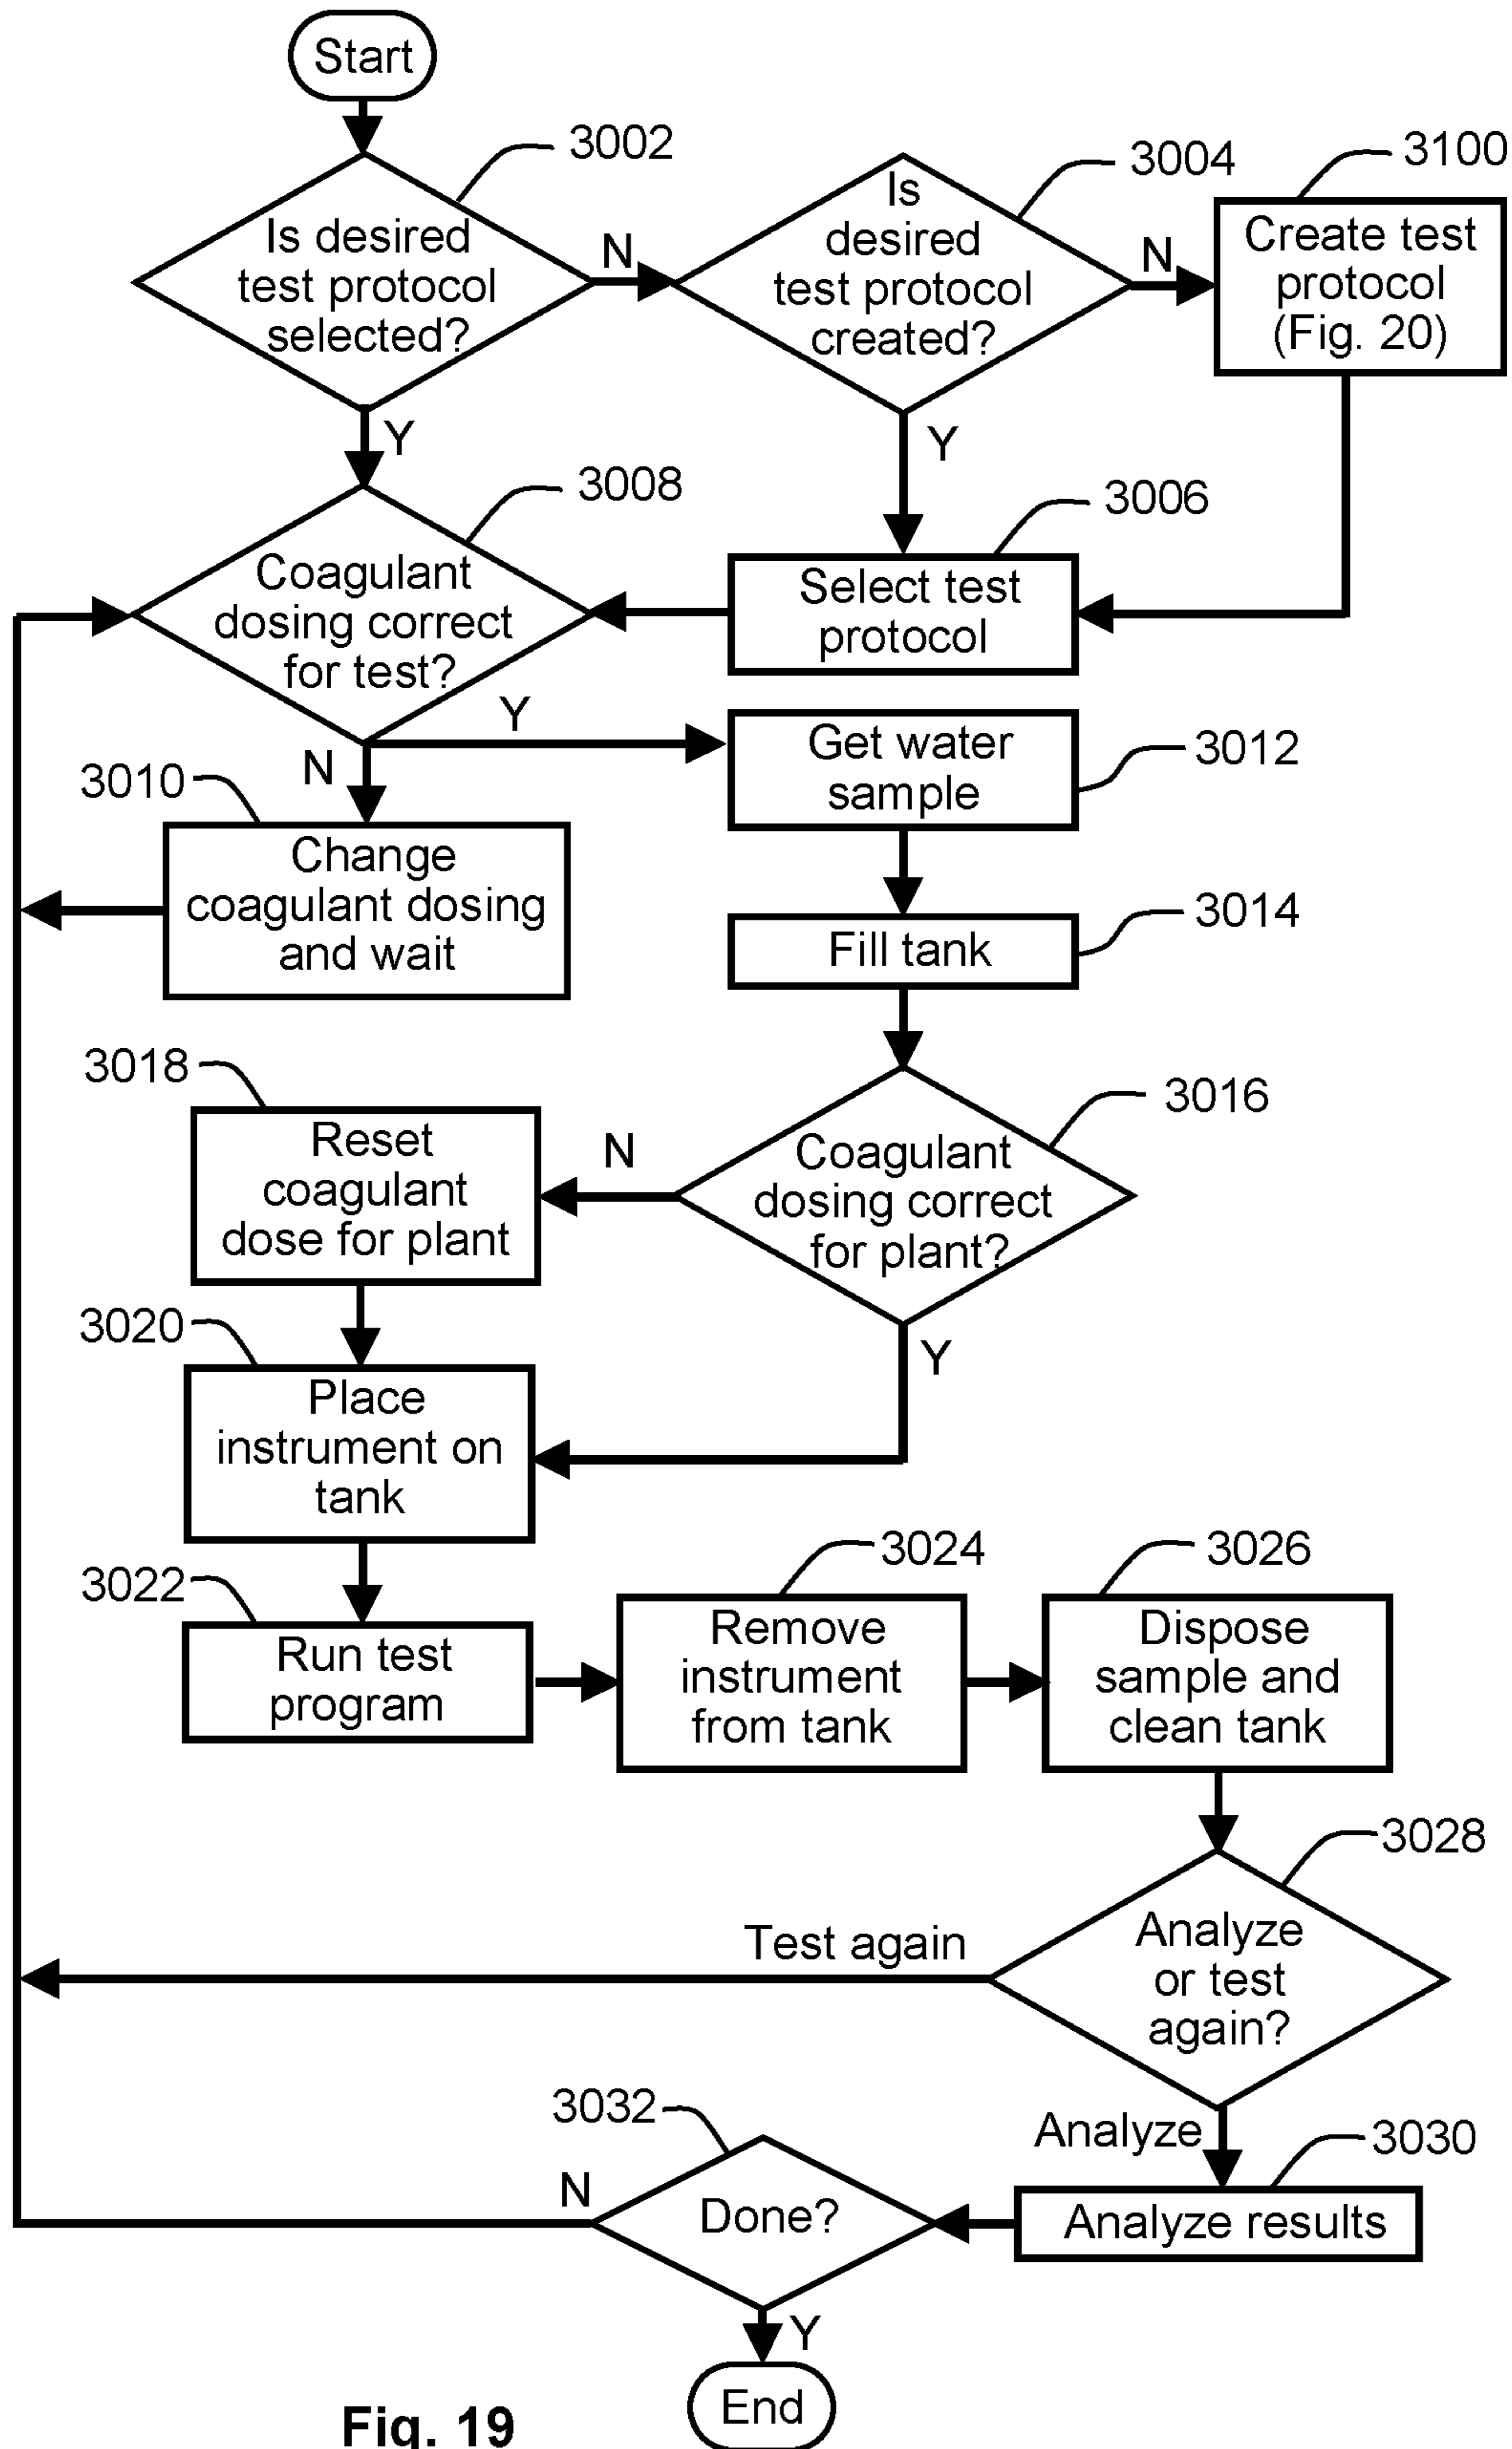 Start
3002
Is desired
test protocol
selected?
N
3004
Is
desired
test protocol
created?
N
3100
Create test
protocol
(Fig. 20)
Y
Y
3008
Coagulant
dosing correct
for test?
3006
Select test
protocol
Y
N
3010
Change
coagulant dosing
and wait
Get water
sample
3012
Fill tank
3014
3018
Reset
coagulant
dose for plant
N
3016
Coagulant
dosing correct
for plant?
Y
3020
Place
instrument on
tank
3022
Run test
program
3024
Remove
instrument
from tank
3026
Dispose
sample and
clean tank
3028
Analyze
or test
again?
Test again
Analyze
3030
Analyze results
3032
Done?
N
Y
End
Fig. 19